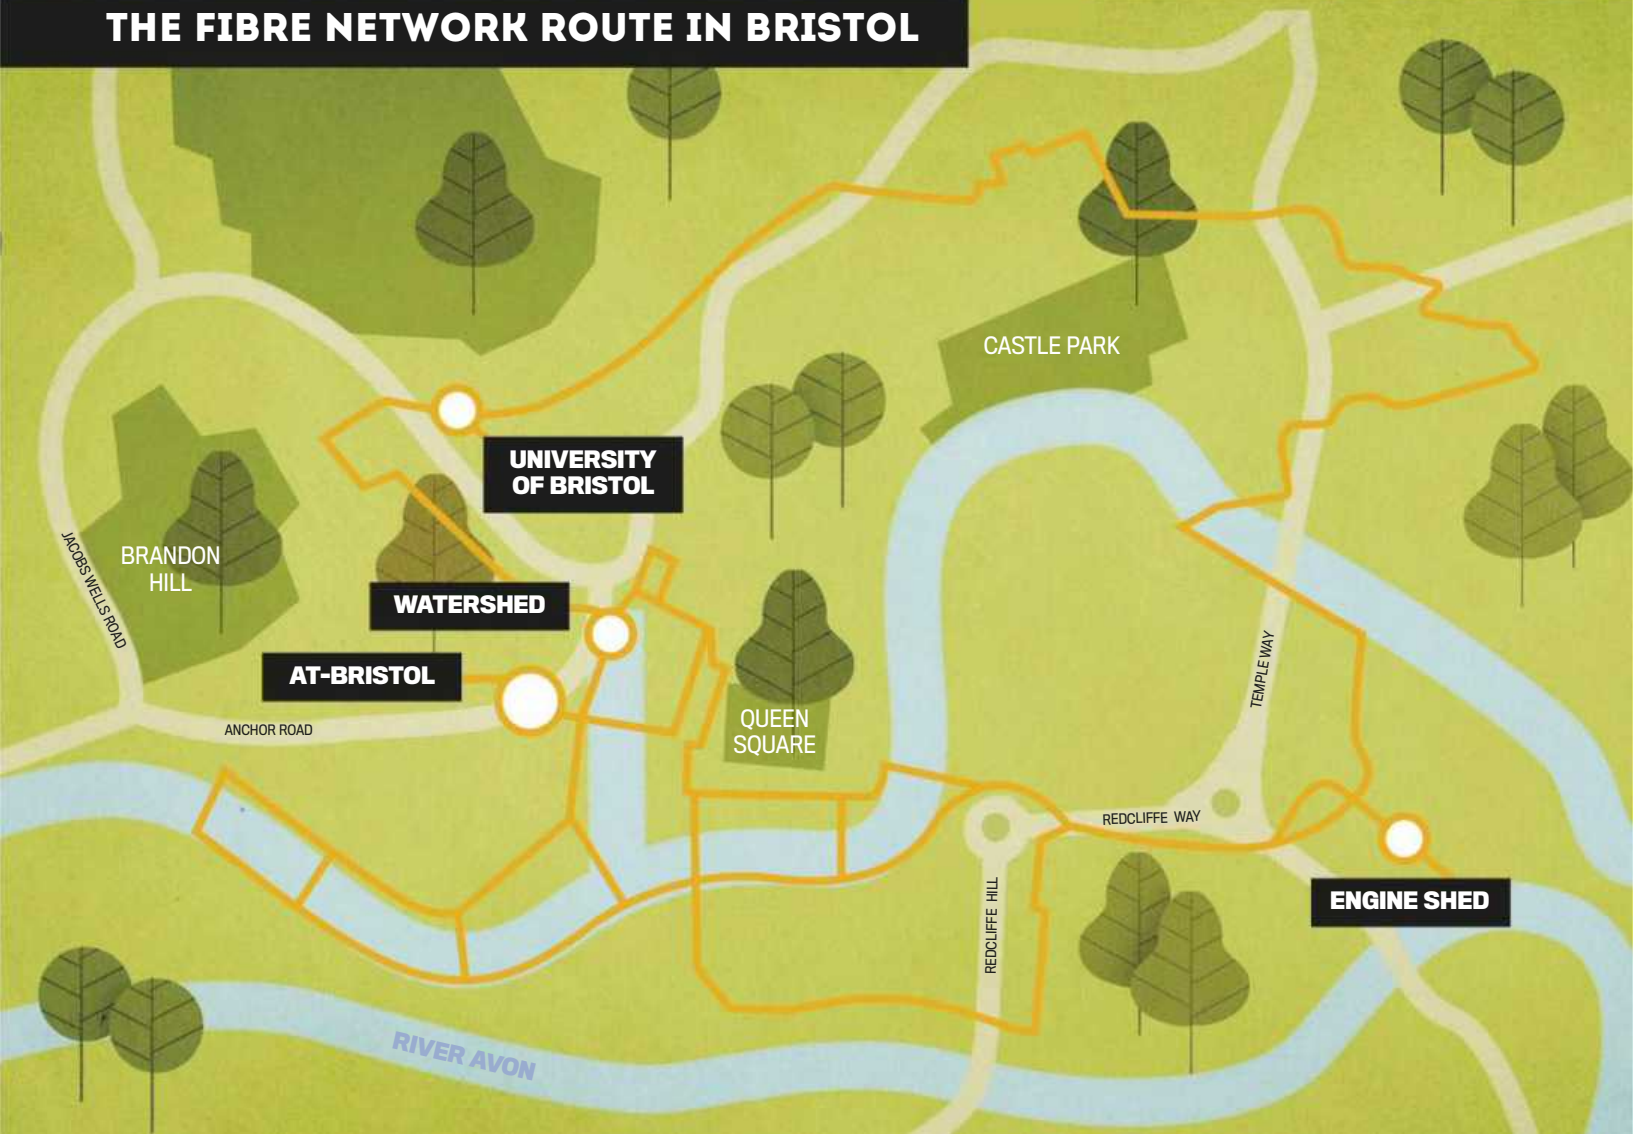 THE FIBRE NETWORK ROUTE IN BRISTOL
CASTLE PARK
UNIVERSITY
OF BRISTOL
BRANDON
HILL
JACOBS WELLS ROAD
WATERSHED
AT-BRISTOL
ANCHOR ROAD
QUEEN
SQUARE
TEMPLE WAY
REDCLIFFE WAY
REDCLIFFE HILL
ENGINE SHED
RIVER AVON